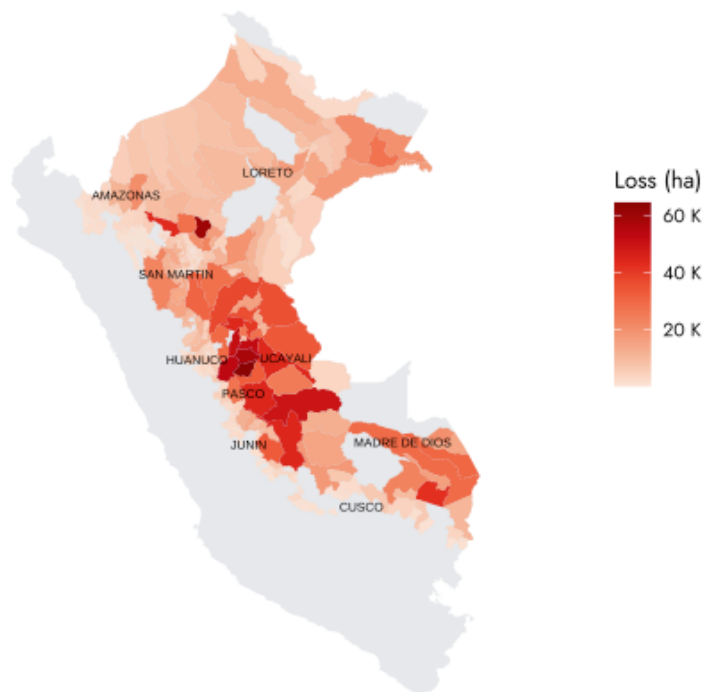 LORETO
AMAZONAS
SAN MARTIN
HUANUCO
UCAYALI
PASCO
JUNIN
MADRE DE DIOS
CUSCO
Loss (ha)
60 K
40 K
20 K